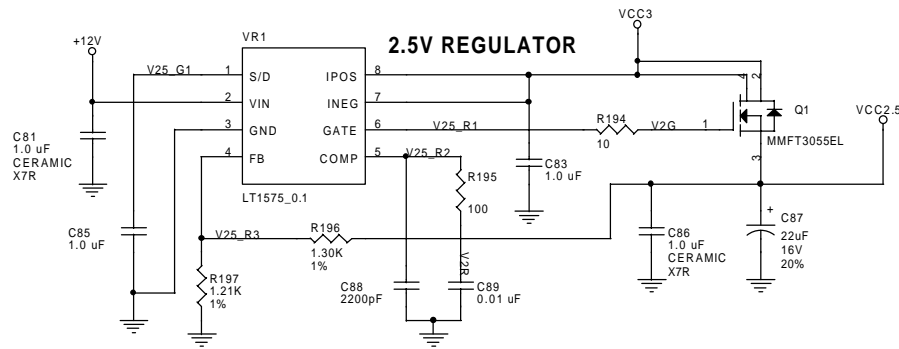 VCC3
2.5V REGULATOR
+12V
VR1
V25_G1
1
S/D
IPOS
8
2
VIN
INEG
7
3
GND
GATE
6
V25_R1
4
FB
COMP
5
V25_R2
LT1575_0.1
C81
1.0 uF
CERAMIC
X7R
R194
10
V2G
1
4
2
3
Q1
MMFT3055EL
VCC2.5
C83
1.0 uF
R195
100
C85
1.0 uF
V25_R3
R196
1.30K
1%
V2R
R197
1.21K
1%
C88
2200pF
C89
0.01 uF
C86
1.0 uF
CERAMIC
X7R
+
C87
22uF
16V
20%